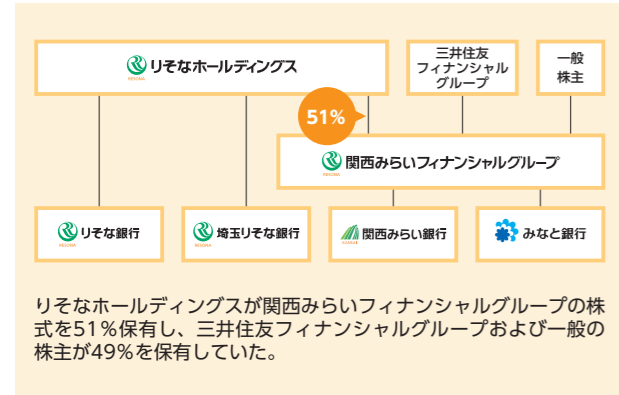 りそなホールディングス
RESONA
三井住友
フィナンシャル
グループ
一般
株主
51%
関西みらいフィナンシャルグループ
RESONA
りそな銀行
RESONA
埼玉りそな銀行
RESONA
関西みらい銀行
みなと銀行
りそなホールディングスが関西みらいフィナンシャルグループの株
式を51%保有し、三井住友フィナンシャルグループおよび一般の
株主が49%を保有していた。